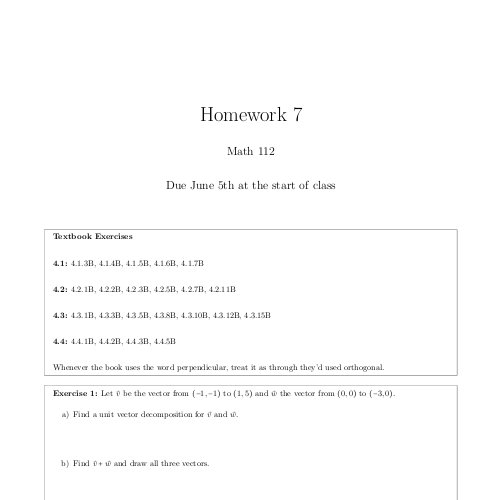 Homework 7
Math 112
Due June 5th at the start of class
Textbook Exercises
4.1: 4.1.3B, 4.1.4B, 4.1.5B, 4.1.6B, 4.1.7B
4.2: 4.2.1B, 4.2.2B, 4.2.3B, 4.2.5B, 4.2.7B, 4.2.11B
4.3: 4.3.1B, 4.3.3B, 4.3.5B, 4.3.8B, 4.3.10B, 4.3.12B, 4.3.15B
4.4: 4.4.1B, 4.4.2B, 4.4.3B, 4.4.5B
Whenever the book uses the word perpendicular, treat it as through they'd used orthogonal.
Exercise 1: Let v̄ be the vector from (−1,−1) to (1, 5) and w̄ the vector from (0,0) to (−3,0).
a) Find a unit vector decomposition for v̄ and w̄.
b) Find v̄ + w̄ and draw all three vectors.